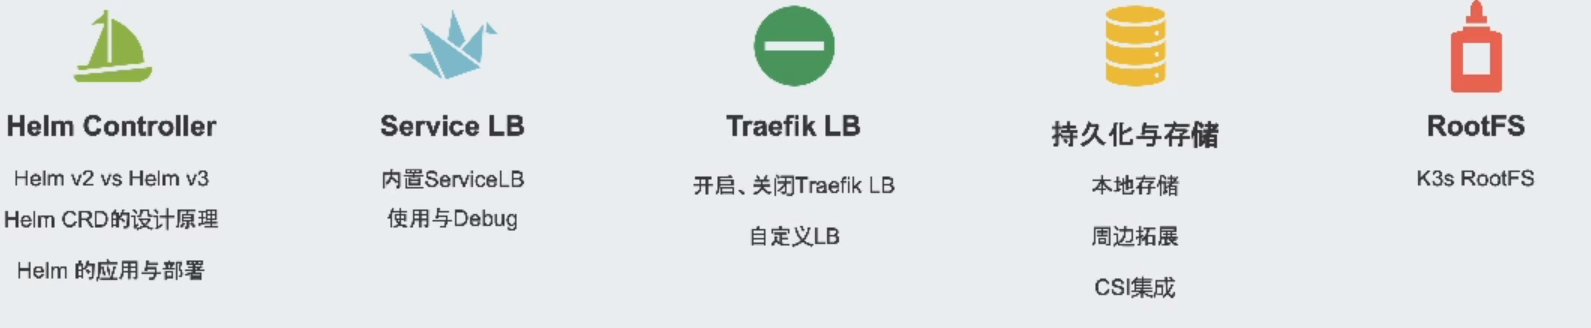 Helm Controller
Helm v2 vs Helm v3
Helm CRD的设计原理
Helm 的应用与部署
Service LB
内置ServiceLB
使用与Debug
Traefik LB
开启、关闭Traefik LB
自定义LB
持久化与存储
本地存储
周边拓展
CSI集成
RootFS
K3s RootFS